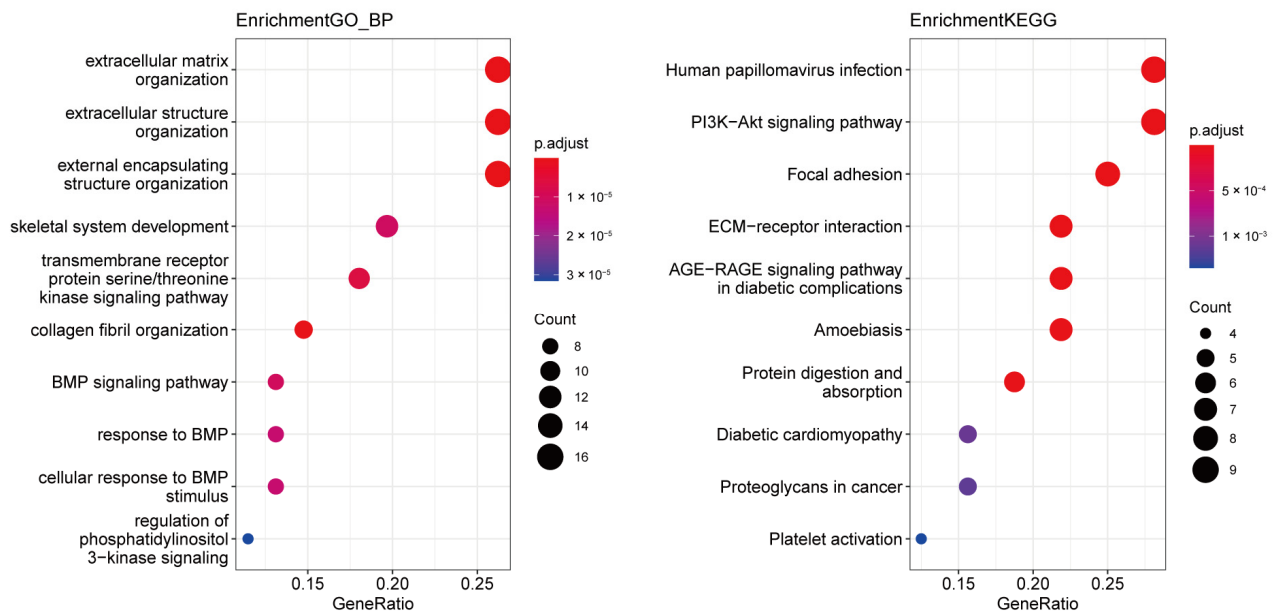 EnrichmentGO_BP
extracellular matrix
organization
extracellular structure
organization
external encapsulating
structure organization
skeletal system development
transmembrane receptor
protein serine/threonine
kinase signaling pathway
collagen fibril organization
BMP signaling pathway
response to BMP
cellular response to BMP
stimulus
regulation of
phosphatidylinositol
3−kinase signaling
0.15 0.20 0.25
GeneRatio
p.adjust
1 × 10⁻⁵
2 × 10⁻⁵
3 × 10⁻⁵
Count
8
10
12
14
16
EnrichmentKEGG
Human papillomavirus infection
PI3K−Akt signaling pathway
Focal adhesion
ECM−receptor interaction
AGE−RAGE signaling pathway
in diabetic complications
Amoebiasis
Protein digestion and
absorption
Diabetic cardiomyopathy
Proteoglycans in cancer
Platelet activation
0.15 0.20 0.25
GeneRatio
p.adjust
5 × 10⁻⁴
1 × 10⁻³
Count
4
5
6
7
8
9